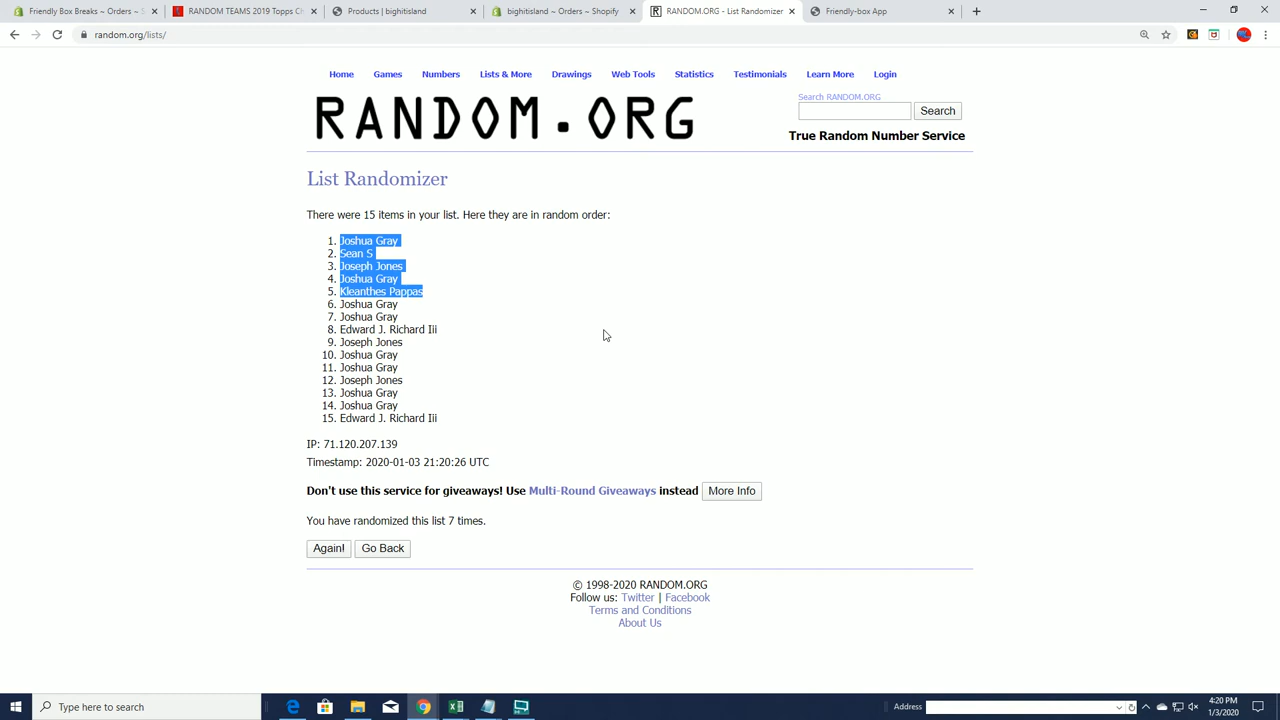 Friendly Box Breaks ~ Orders ~ S
RANDOM TEAMS 2019 Topps C
Products bighitisland
bighitisland ~ Orders ~ Shopify
RANDOM.ORG - List Randomizer
Friendly-box App
random.org/lists/
Home Games Numbers Lists & More Drawings Web Tools Statistics Testimonials Learn More Login
RANDOM.ORG
Search RANDOM.ORG
Search
True Random Number Service
List Randomizer
There were 15 items in your list. Here they are in random order:
1. Joshua Gray
2. Sean S
3. Joseph Jones
4. Joshua Gray
5. Kleanthes Pappas
6. Joshua Gray
7. Joshua Gray
8. Edward J. Richard Iii
9. Joseph Jones
10. Joshua Gray
11. Joshua Gray
12. Joseph Jones
13. Joshua Gray
14. Joshua Gray
15. Edward J. Richard Iii
IP: 71.120.207.139
Timestamp: 2020-01-03 21:20:26 UTC
Don't use this service for giveaways! Use Multi-Round Giveaways instead More Info
You have randomized this list 7 times.
Again! Go Back
© 1998-2020 RANDOM.ORG
Follow us: Twitter | Facebook
Terms and Conditions
About Us
Type here to search
Address
4:20 PM
1/3/2020